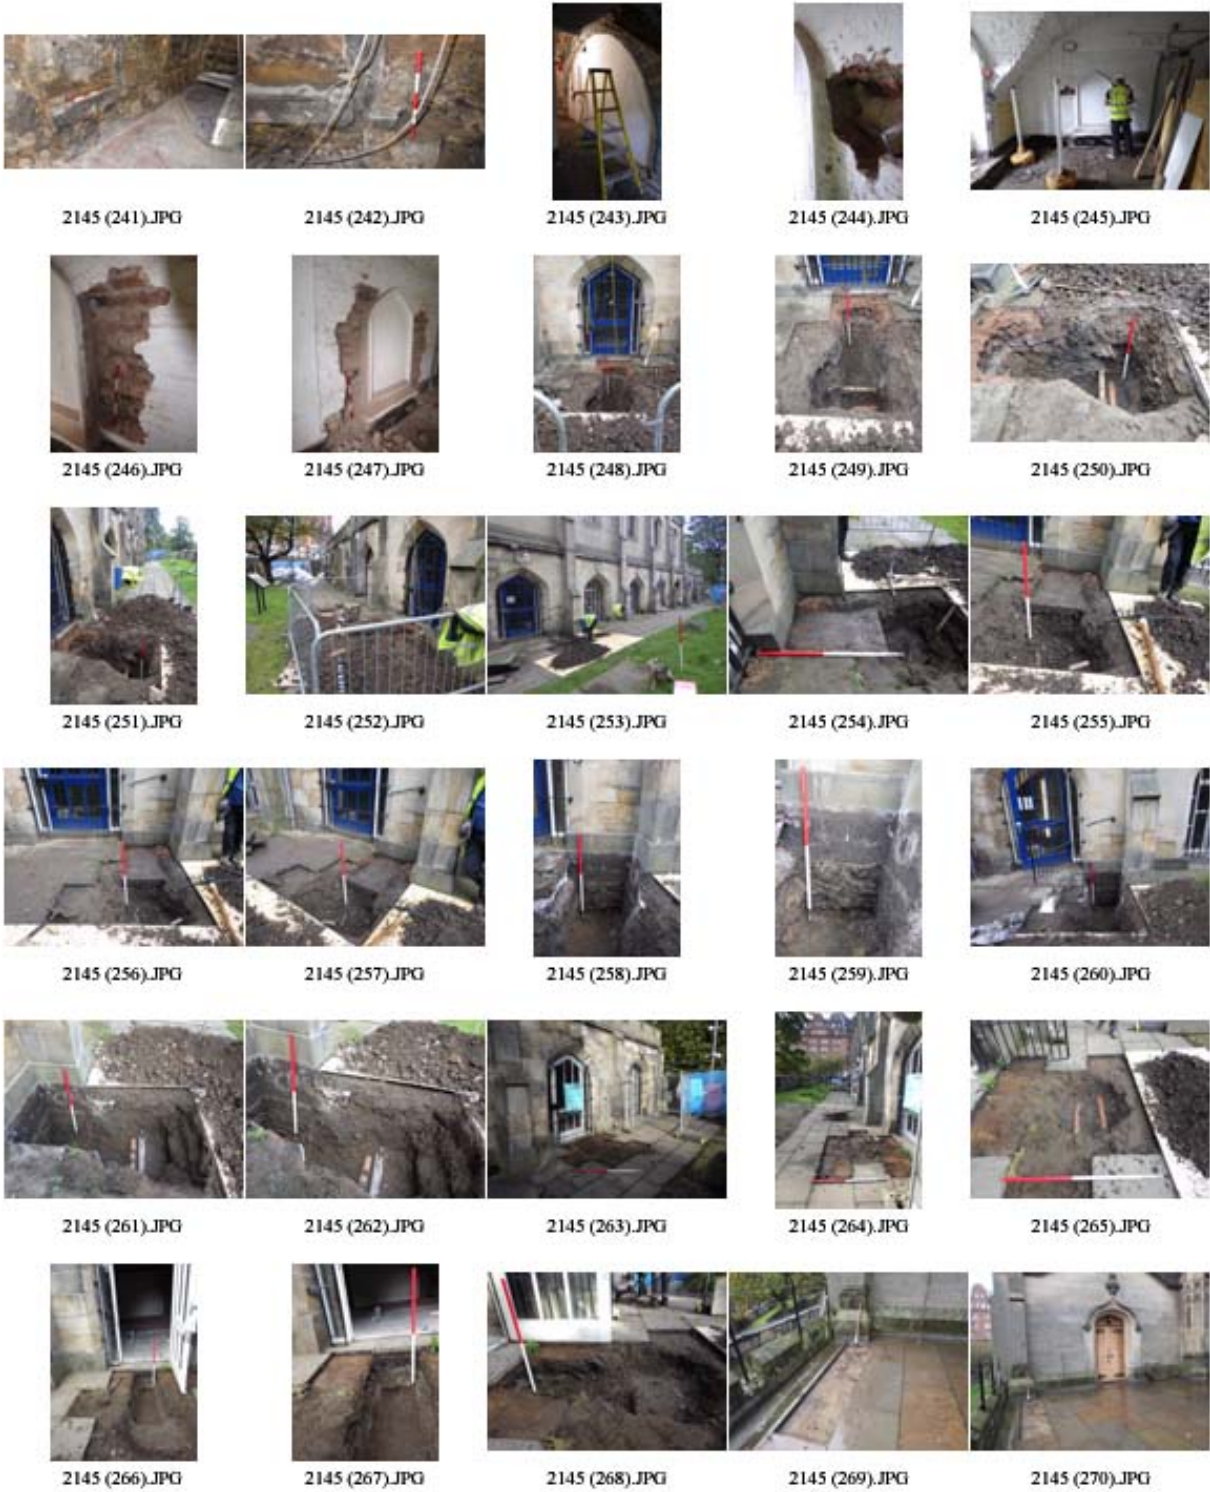 2145 (241).JPG 2145 (242).JPG 2145 (243).JPG 2145 (244).JPG 2145 (245).JPG
2145 (246).JPG 2145 (247).JPG 2145 (248).JPG 2145 (249).JPG 2145 (250).JPG
2145 (251).JPG 2145 (252).JPG 2145 (253).JPG 2145 (254).JPG 2145 (255).JPG
2145 (256).JPG 2145 (257).JPG 2145 (258).JPG 2145 (259).JPG 2145 (260).JPG
2145 (261).JPG 2145 (262).JPG 2145 (263).JPG 2145 (264).JPG 2145 (265).JPG
2145 (266).JPG 2145 (267).JPG 2145 (268).JPG 2145 (269).JPG 2145 (270).JPG